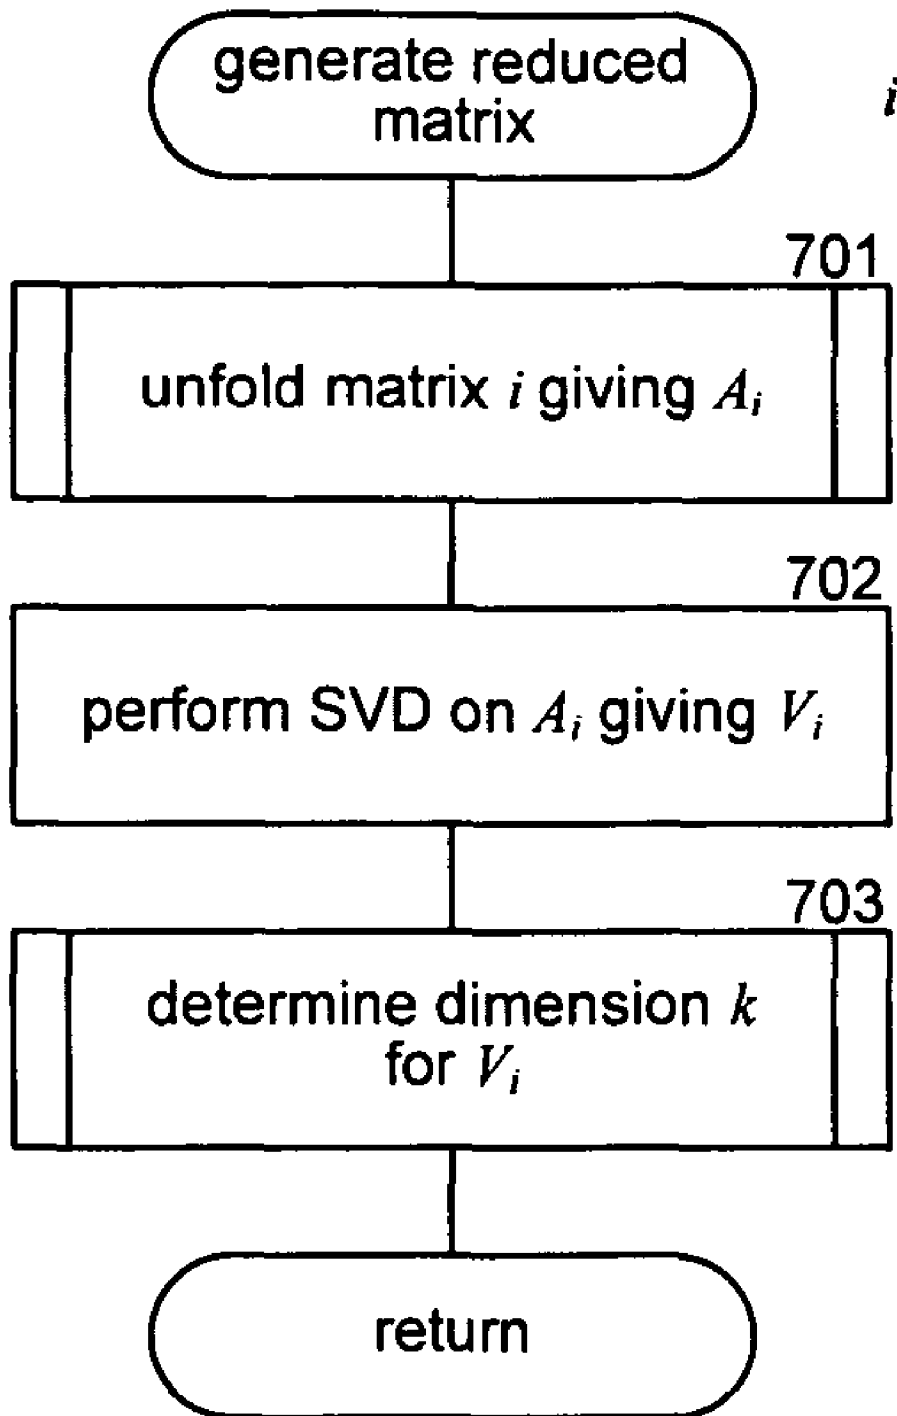 generate reduced
matrix
i
701
unfold matrix i giving Ai
702
perform SVD on Ai giving Vi
703
determine dimension k
for Vi
return